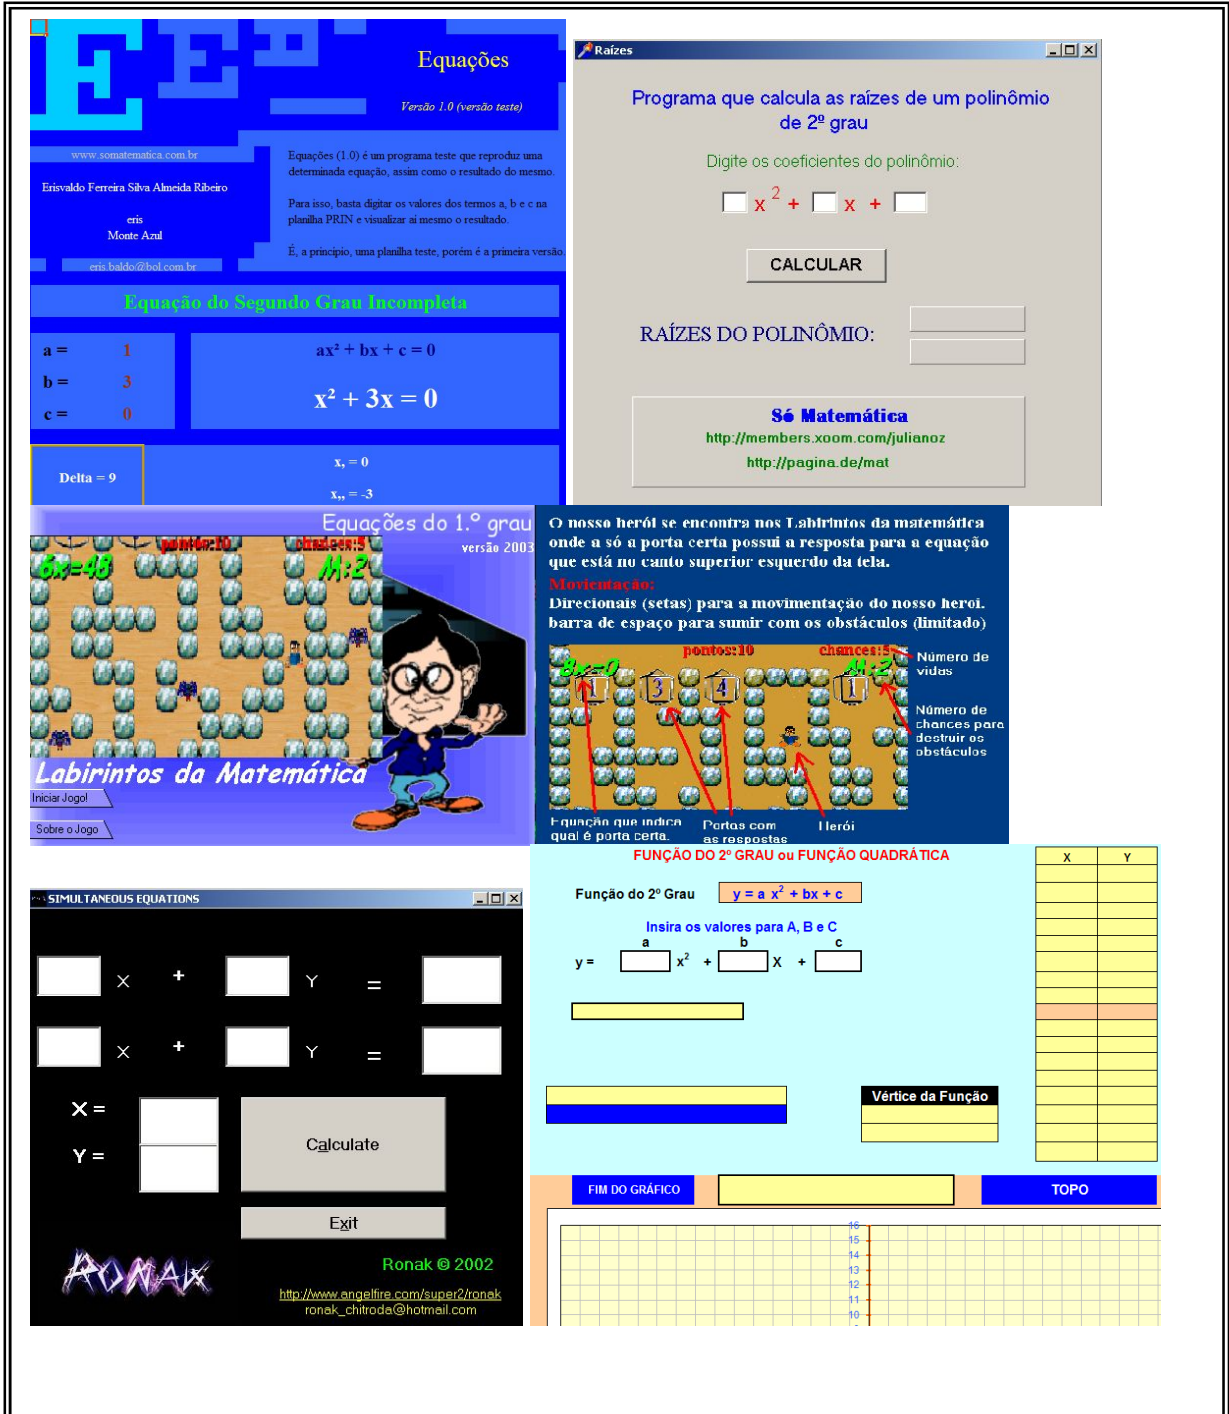 E E P
Equações
Versão 1.0 (versão teste)
www.somatematica.com.br
Erisvaldo Ferreira Silva Almeida Ribeiro
eris
Monte Azul
eris.baldo@bol.com.br
Equações (1.0) é um programa teste que reproduz uma
determinada equação, assim como o resultado do mesmo.
Para isso, basta digitar os valores dos termos a, b e c na
planilha PRIN e visualizar ai mesmo o resultado.
É, a principio, uma planilha teste, porém é a primeira versão.
Equação do Segundo Grau Incompleta
a = 1
b = 3
c = 0
ax² + bx + c = 0
x² + 3x = 0
Delta = 9
x, = 0
x,, = -3
Raízes
Programa que calcula as raízes de um polinômio
de 2º grau
Digite os coeficientes do polinômio:
x² + x +
CALCULAR
RAÍZES DO POLINÔMIO:
Só Matemática
http://members.xoom.com/julianoz
http://pagina.de/mat
Equações do 1.º grau
versão 2003
pontos:10 chances:5
6x=48 M:2
Labirintos da Matemática
Iniciar Jogo!
Sobre o Jogo
O nosso herói se encontra nos Labirintos da matemática
onde a só a porta certa possui a resposta para a equação
que está no canto superior esquerdo da tela.
Movientação:
Direcionais (setas) para a movimentação do nosso heroi.
barra de espaço para sumir com os obstáculos (limitado)
pontos:10 chances:5
8x=0 M:2
1 3 4 1
Número de
vidas
Número de
chances para
destruir os
obstáculos
Equação que indica
qual é porta certa.
Portas com
as respostas
Herói
SIMULTANEOUS EQUATIONS
X + Y =
X + Y =
X =
Y =
Calculate
Exit
RONAK
Ronak © 2002
http://www.angelfire.com/super2/ronak
ronak_chitroda@hotmail.com
FUNÇÃO DO 2º GRAU ou FUNÇÃO QUADRÁTICA
X Y
Função do 2º Grau y = a x² + bx + c
Insira os valores para A, B e C
a b c
y = x² + X +
Vértice da Função
FIM DO GRÁFICO
TOPO
16
15
14
13
12
11
10